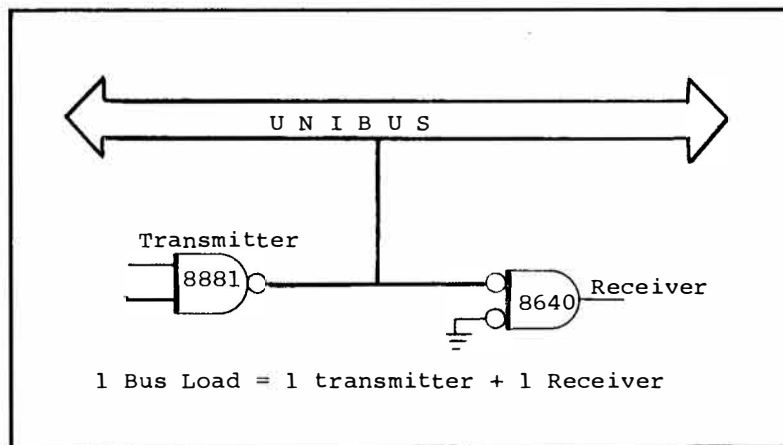 U N I B U S
Transmitter
8881
8640
Receiver
1 Bus Load = 1 transmitter + 1 Receiver